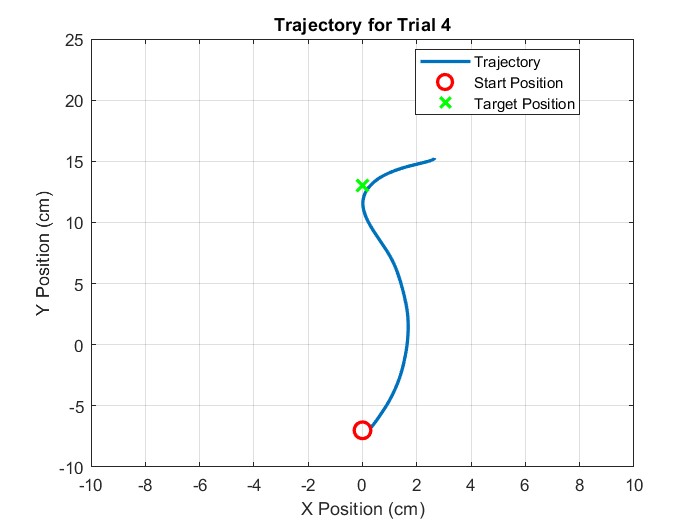 Trajectory for Trial 4
25
20
15
10
5
0
-5
-10
Y Position (cm)
Trajectory
Start Position
Target Position
-10 -8 -6 -4 -2 0 2 4 6 8 10
X Position (cm)